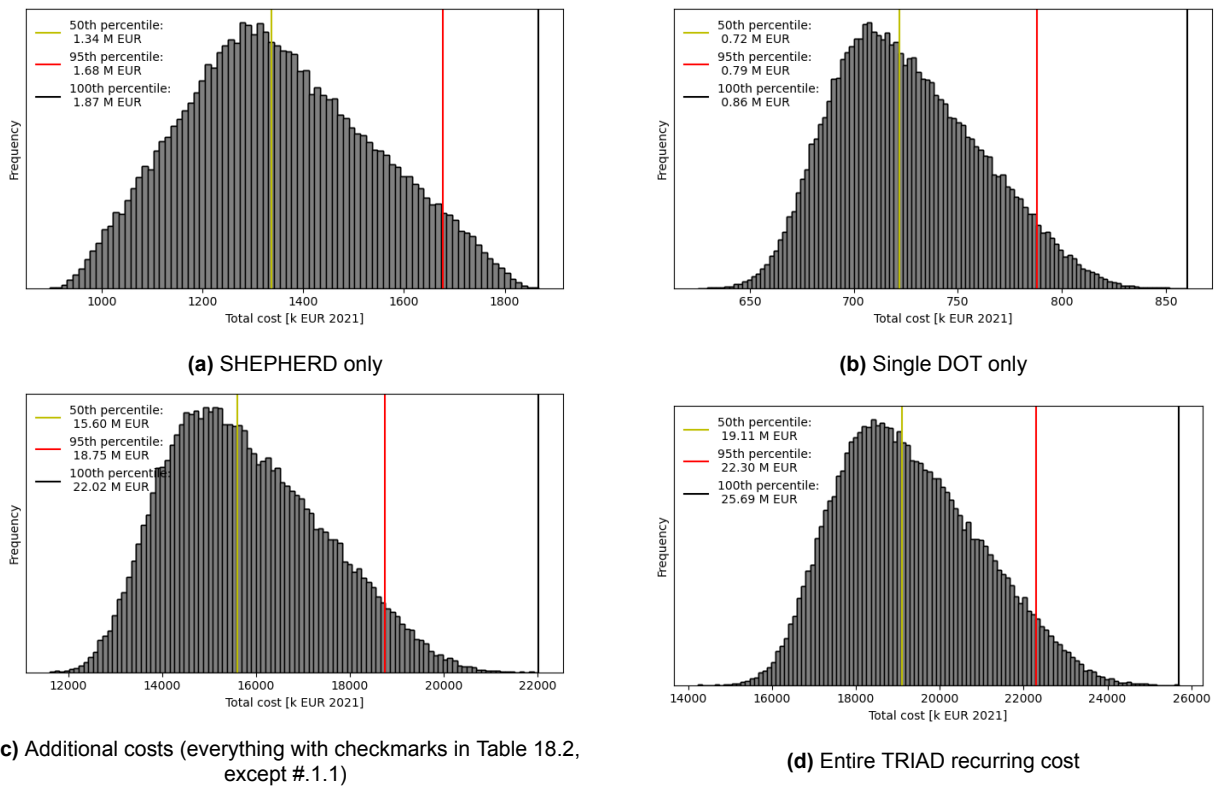 50th percentile:
1.34 M EUR
95th percentile:
1.68 M EUR
100th percentile:
1.87 M EUR
Frequency
1000 1200 1400 1600 1800
Total cost [k EUR 2021]
(a) SHEPHERD only
50th percentile:
0.72 M EUR
95th percentile:
0.79 M EUR
100th percentile:
0.86 M EUR
Frequency
650 700 750 800 850
Total cost [k EUR 2021]
(b) Single DOT only
50th percentile:
15.60 M EUR
95th percentile:
18.75 M EUR
100th percentile:
22.02 M EUR
Frequency
12000 14000 16000 18000 20000 22000
Total cost [k EUR 2021]
c) Additional costs (everything with checkmarks in Table 18.2,
except #.1.1)
50th percentile:
19.11 M EUR
95th percentile:
22.30 M EUR
100th percentile:
25.69 M EUR
Frequency
14000 16000 18000 20000 22000 24000 26000
Total cost [k EUR 2021]
(d) Entire TRIAD recurring cost